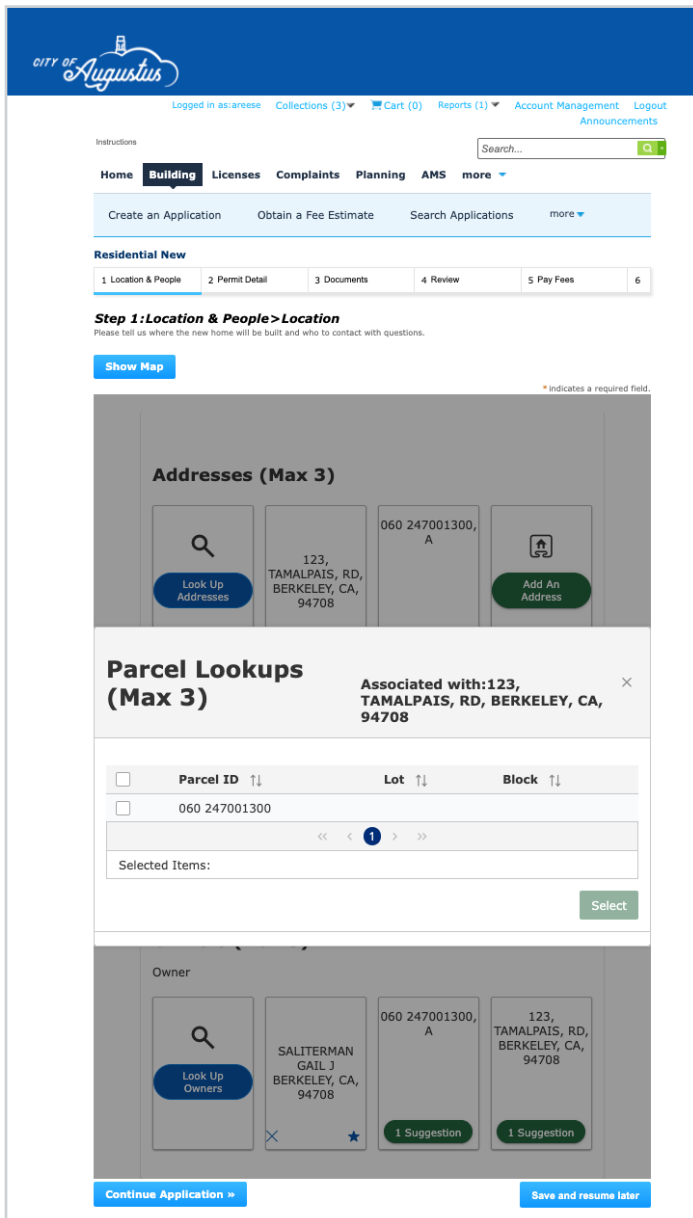 CITY OF Augustus
Logged in as:areese Collections (3) Cart (0) Reports (1) Account Management Logout
Announcements
Instructions
Search...
Home Building Licenses Complaints Planning AMS more
Create an Application Obtain a Fee Estimate Search Applications more
Residential New
1 Location & People 2 Permit Detail 3 Documents 4 Review 5 Pay Fees 6
Step 1:Location & People>Location
Please tell us where the new home will be built and who to contact with questions.
Show Map
* indicates a required field.
Addresses (Max 3)
Look Up
Addresses
123,
TAMALPAIS, RD,
BERKELEY, CA,
94708
060 247001300,
A
Add An
Address
Parcel Lookups
(Max 3)
Associated with:123,
TAMALPAIS, RD, BERKELEY, CA,
94708
Parcel ID Lot Block
060 247001300
1
Selected Items:
Select
Owner
Look Up
Owners
SALITERMAN
GAIL J
BERKELEY, CA,
94708
060 247001300,
A
1 Suggestion
123,
TAMALPAIS, RD,
BERKELEY, CA,
94708
1 Suggestion
Continue Application »
Save and resume later